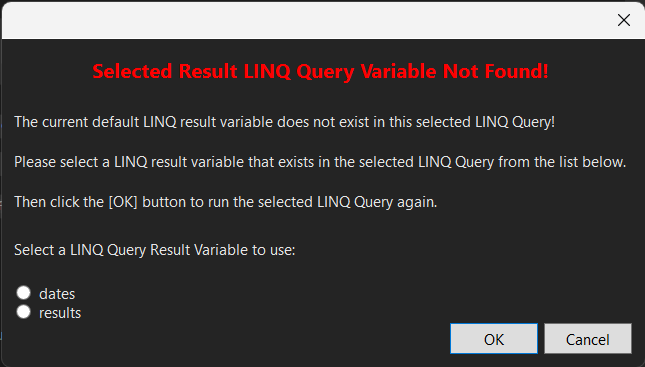 Selected Result LINQ Query Variable Not Found!
The current default LINQ result variable does not exist in this selected LINQ Query!
Please select a LINQ result variable that exists in the selected LINQ Query from the list below.
Then click the [OK] button to run the selected LINQ Query again.
Select a LINQ Query Result Variable to use:
dates
results
OK
Cancel